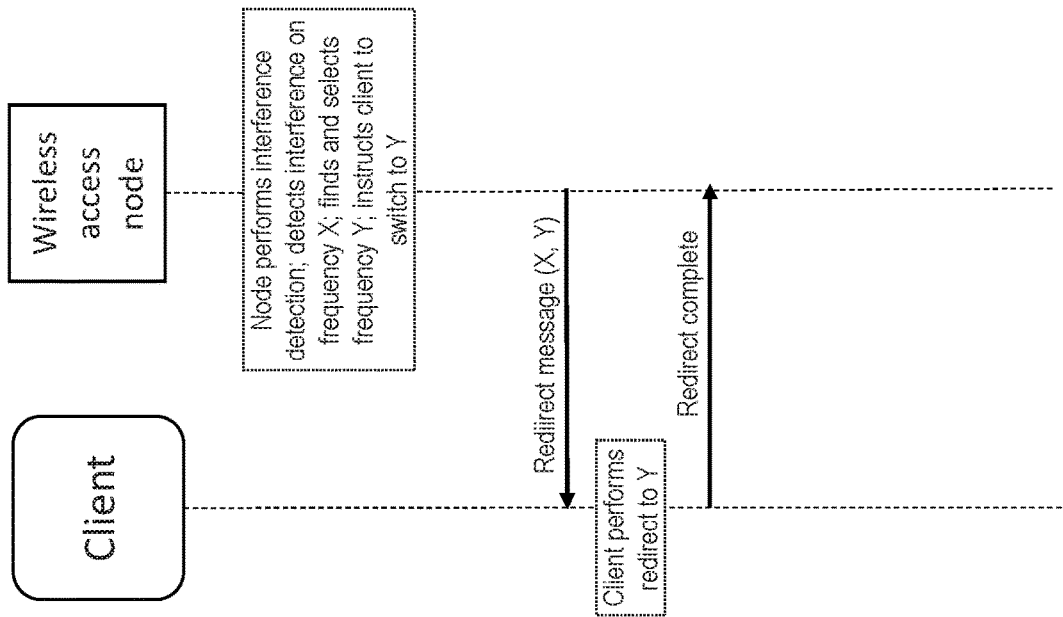 Client
Wireless
access
node
Node performs interference
detection; detects interference on
frequency X; finds and selects
frequency Y; instructs client to
switch to Y
Rediirect message (X, Y)
Client performs
redirect to Y
Redirect complete